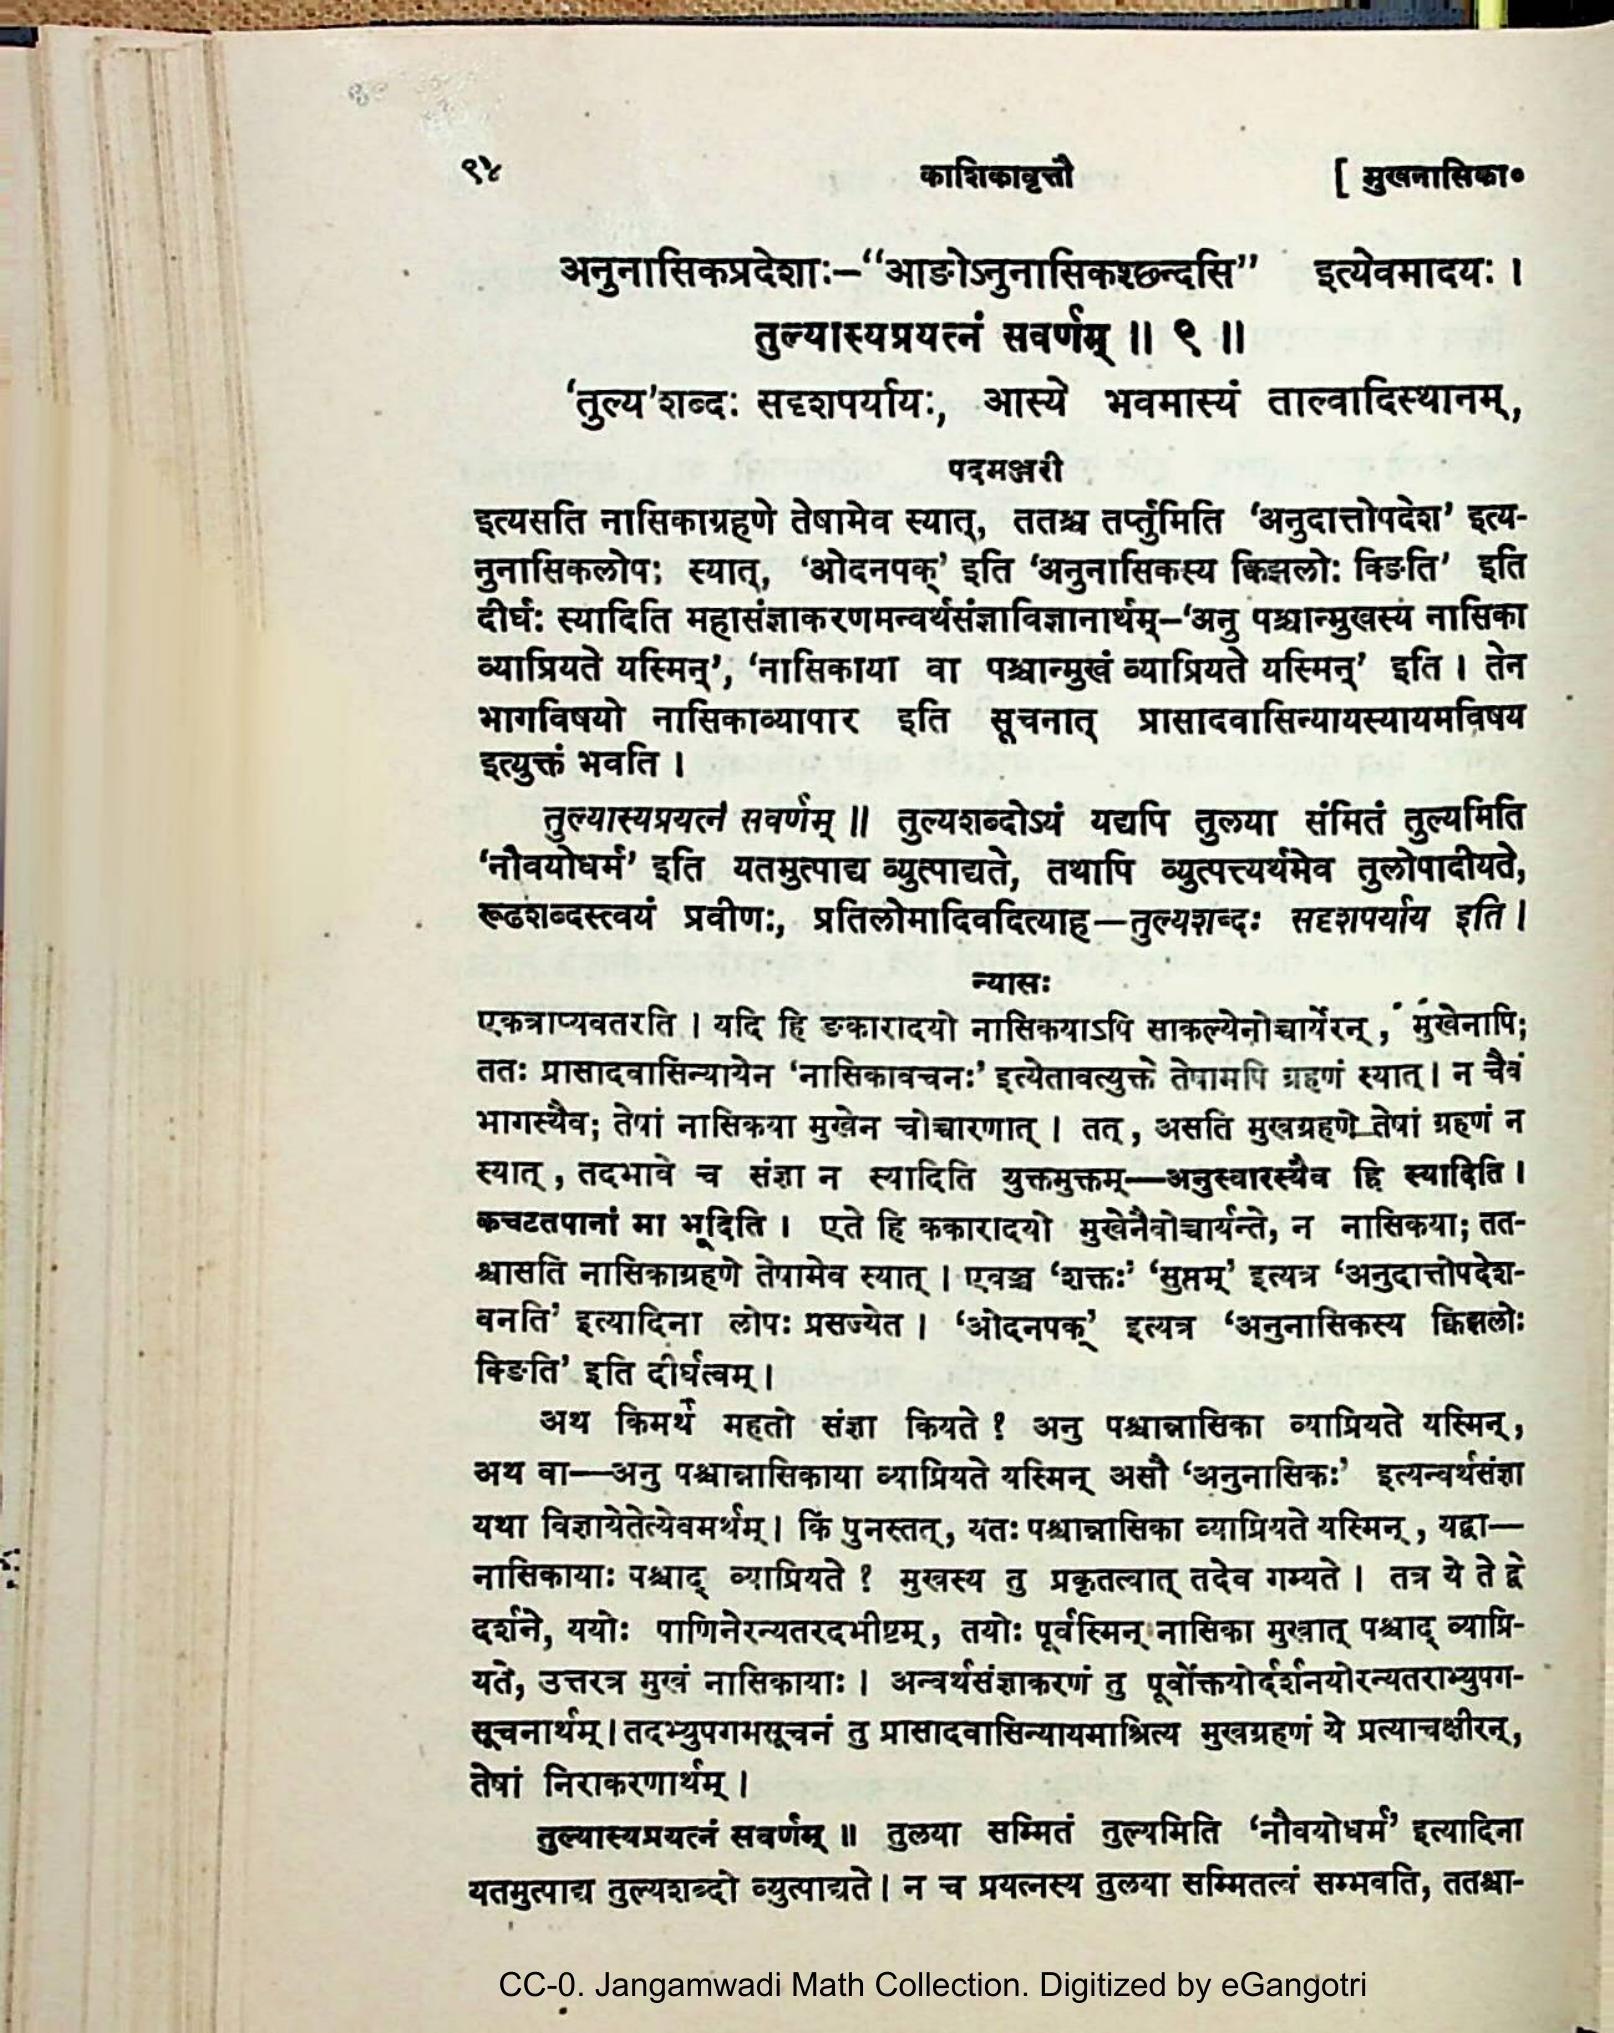 ९४ काशिकावृत्तौ [ मुखनासिका०
अनुनासिकप्रदेशाः–“आङोऽनुनासिकश्छन्दसि” इत्येवमादयः ।
तुल्यास्यप्रयत्नं सवर्णम् ॥ ९ ॥
‘तुल्य’शब्दः सदृशपर्यायः, आस्ये भवमास्यं ताल्वादिस्थानम्,
पदमञ्जरी
इत्यसति नासिकाग्रहणे तेषामेव स्यात्, ततश्च तर्प्तुमिति ‘अनुदात्तोपदेश’ इत्य-
नुनासिकलोपः स्यात्, ‘ओदनपक्’ इति ‘अनुनासिकस्य क्विझलोः क्ङिति’ इति
दीर्घः स्यादिति महासंज्ञाकरणमन्वर्थसंज्ञाविज्ञानार्थम्–‘अनु पश्चान्मुखस्य नासिका
व्याप्रियते यस्मिन्’, ‘नासिकाया वा पश्चान्मुखं व्याप्रियते यस्मिन्’ इति । तेन
भागविषयो नासिकाव्यापार इति सूचनात् प्रासादवासिन्यायस्यायमविषय
इत्युक्तं भवति ।
तुल्यास्यप्रयत्नं सवर्णम् ॥ तुल्यशब्दोऽयं यद्यपि तुलया संमितं तुल्यमिति
‘नौवयोधर्म’ इति यतमुत्पाद्य व्युत्पाद्यते, तथापि व्युत्पत्त्यर्थमेव तुलोपादीयते,
रूढशब्दस्त्वयं प्रवीणः, प्रतिलोमादिवदित्याह—तुल्यशब्दः सदृशपर्याय इति ।
न्यासः
एकत्राप्यवतरति । यदि हि ङकारादयो नासिकयाऽपि साकल्येनोच्चार्येरन् , मुखेनापि;
ततः प्रासादवासिन्यायेन ‘नासिकावचनः’ इत्येतावत्युक्ते तेषामपि ग्रहणं स्यात् । न चैवं
भागस्यैव; तेषां नासिकया मुखेन चोच्चारणात् । तत् , असति मुखग्रहणे तेषां ग्रहणं न
स्यात् , तदभावे च संज्ञा न स्यादिति युक्तमुक्तम्—अनुस्वारस्यैव हि स्यादिति ।
कचटतपानां मा भूदिति । एते हि ककारादयो मुखेनैवोच्चार्यन्ते, न नासिकया; तत-
श्चासति नासिकाग्रहणे तेषामेव स्यात् । एवञ्च ‘शक्तः’ ‘सुप्तम्’ इत्यत्र ‘अनुदात्तोपदेश-
वनति’ इत्यादिना लोपः प्रसज्येत । ‘ओदनपक्’ इत्यत्र ‘अनुनासिकस्य क्विझलोः
क्ङिति’ इति दीर्घत्वम् ।
अथ किमर्थं महतो संज्ञा कियते ? अनु पश्चान्नासिका व्याप्रियते यस्मिन् ,
अथ वा—अनु पश्चान्नासिकाया व्याप्रियते यस्मिन् असौ ‘अनुनासिकः’ इत्यन्वर्थसंज्ञा
यथा विज्ञायेतेत्येवमर्थम् । किं पुनस्तत् , यतः पश्चान्नासिका व्याप्रियते यस्मिन् , यद्वा—
नासिकायाः पश्चाद् व्याप्रियते ? मुखस्य तु प्रकृतत्वात् तदेव गम्यते । तत्र ये ते द्वे
दर्शने, ययोः पाणिनेरन्यतरदभीष्टम् , तयोः पूर्वस्मिन् नासिका मुखात् पश्चाद् व्याप्रि-
यते, उत्तरत्र मुखं नासिकायाः । अन्वर्थसंज्ञाकरणं तु पूर्वोक्तयोर्दर्शनयोरन्यतराभ्युपग-
सूचनार्थम् । तदभ्युपगमसूचनं तु प्रासादवासिन्यायमाश्रित्य मुखग्रहणं ये प्रत्याचक्षीरन् ,
तेषां निराकरणार्थम् ।
तुल्यास्यप्रयत्नं सवर्णम् ॥ तुलया सम्मितं तुल्यमिति ‘नौवयोधर्म’ इत्यादिना
यतमुत्पाद्य तुल्यशब्दो व्युत्पाद्यते । न च प्रयत्नस्य तुलया सम्मितत्वं सम्भवति, ततश्चा-
CC-0. Jangamwadi Math Collection. Digitized by eGangotri